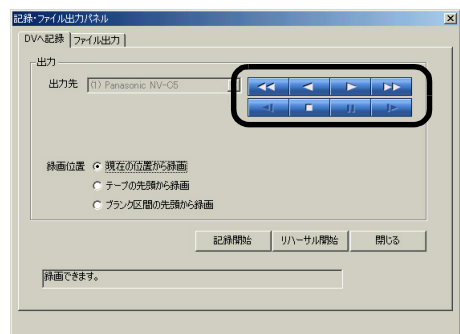 記録・ファイル出力パネル
DVへ記録 ファイル出力
出力
出力先 (1) Panasonic NV-C5
録画位置 現在の位置から録画
テープの先頭から録画
ブランク区間の先頭から録画
記録開始 リハーサル開始 閉じる
録画できます。